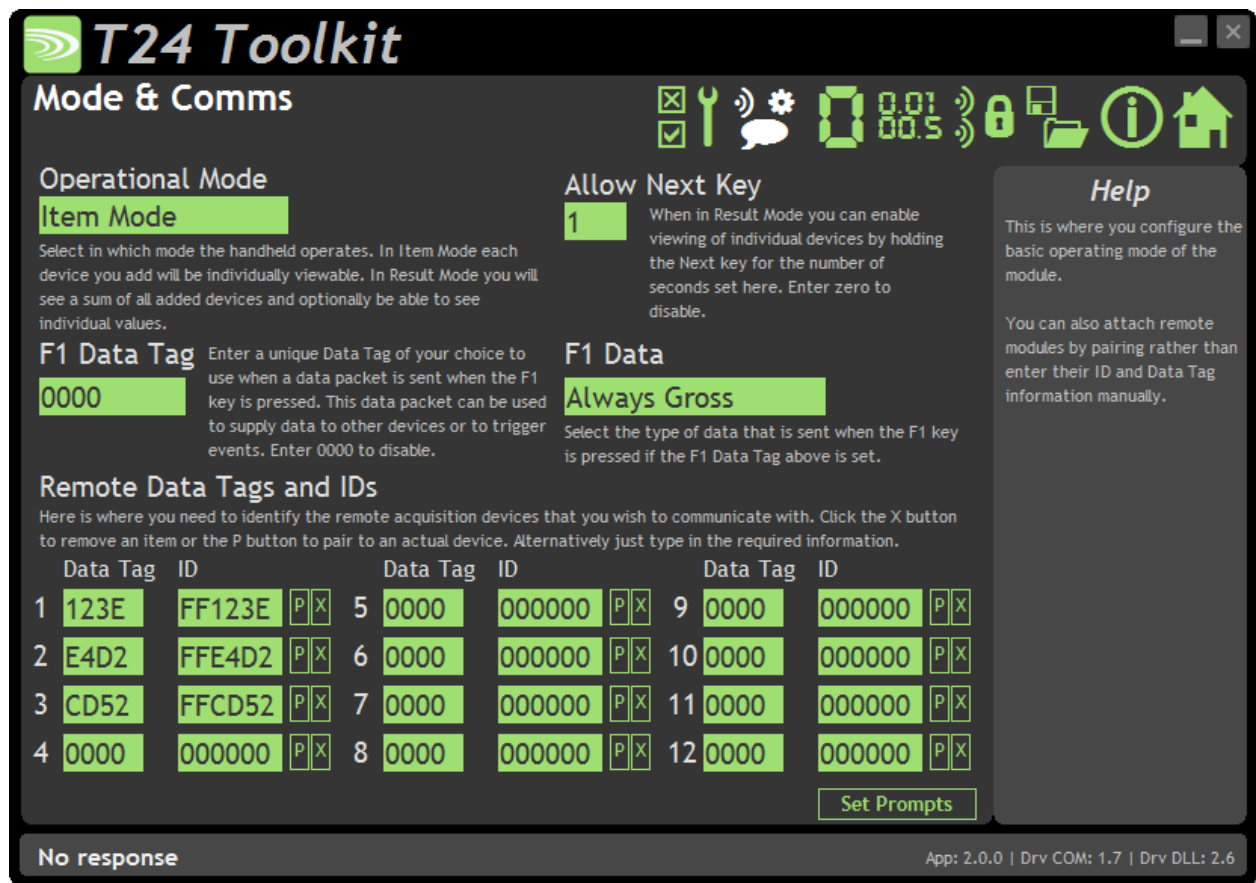 T24 Toolkit
Mode & Comms
0.01
00.5
Operational Mode
Item Mode
Select in which mode the handheld operates. In Item Mode each
device you add will be individually viewable. In Result Mode you will
see a sum of all added devices and optionally be able to see
individual values.
Allow Next Key
1
When in Result Mode you can enable
viewing of individual devices by holding
the Next key for the number of
seconds set here. Enter zero to
disable.
F1 Data Tag
0000
Enter a unique Data Tag of your choice to
use when a data packet is sent when the F1
key is pressed. This data packet can be used
to supply data to other devices or to trigger
events. Enter 0000 to disable.
F1 Data
Always Gross
Select the type of data that is sent when the F1 key
is pressed if the F1 Data Tag above is set.
Remote Data Tags and IDs
Here is where you need to identify the remote acquisition devices that you wish to communicate with. Click the X button
to remove an item or the P button to pair to an actual device. Alternatively just type in the required information.
Data Tag ID Data Tag ID Data Tag ID
1 123E FF123E P X 5 0000 000000 P X 9 0000 000000 P X
2 E4D2 FFE4D2 P X 6 0000 000000 P X 10 0000 000000 P X
3 CD52 FFCD52 P X 7 0000 000000 P X 11 0000 000000 P X
4 0000 000000 P X 8 0000 000000 P X 12 0000 000000 P X
Set Prompts
Help
This is where you configure the
basic operating mode of the
module.
You can also attach remote
modules by pairing rather than
enter their ID and Data Tag
information manually.
No response
App: 2.0.0 | Drv COM: 1.7 | Drv DLL: 2.6